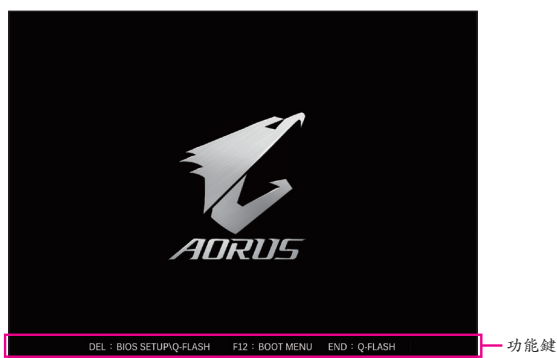 AORUS
DEL：BIOS SETUP\Q-FLASH F12：BOOT MENU END：Q-FLASH
功能鍵